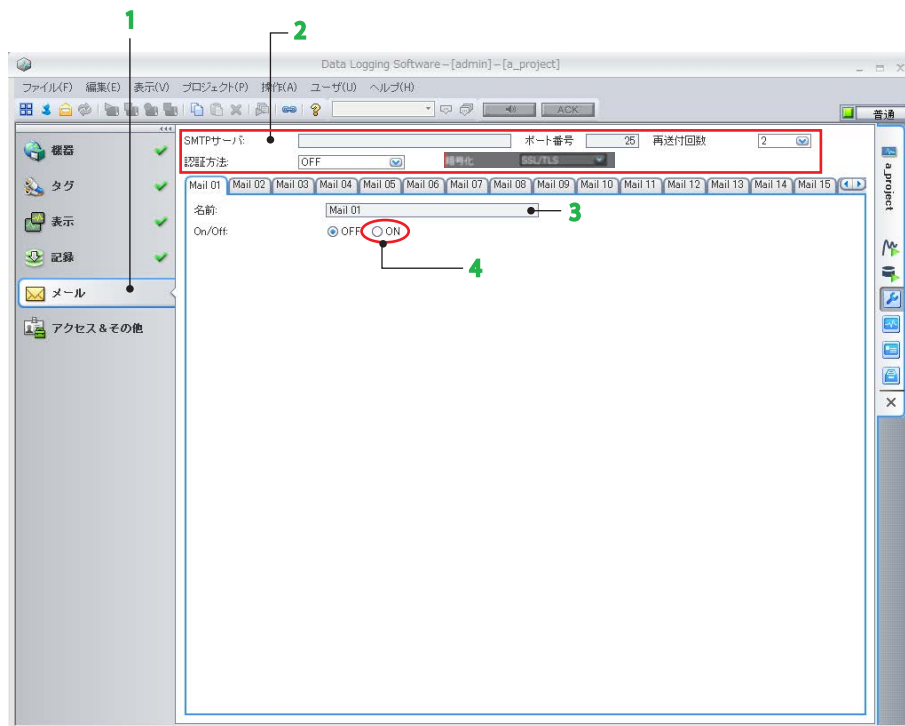 1
2
Data Logging Software-[admin]-[a_project]
ファイル(F) 編集(E) 表示(V) プロジェクト(P) 操作(A) ユーザ(U) ヘルプ(H)
ACK
普通
SMTPサーバ: ポート番号 25 再送付回数 2
認証方法: OFF 暗号化 SSL/TLS
機器
タグ
表示
記録
メール
アクセス&その他
Mail 01 Mail 02 Mail 03 Mail 04 Mail 05 Mail 06 Mail 07 Mail 08 Mail 09 Mail 10 Mail 11 Mail 12 Mail 13 Mail 14 Mail 15
名前: Mail 01 3
On/Off: OFF ON
4
a_project